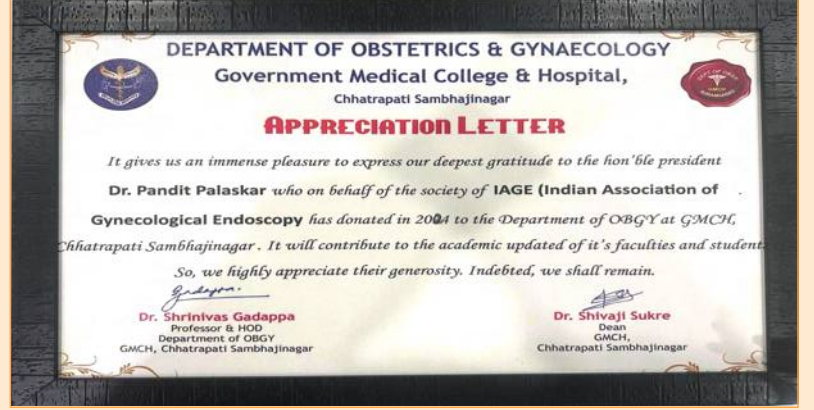 DEPARTMENT OF OBSTETRICS & GYNAECOLOGY
Government Medical College & Hospital,
Chhatrapati Sambhajinagar
APPRECIATION LETTER
It gives us an immense pleasure to express our deepest gratitude to the hon'ble president
Dr. Pandit Palaskar who on behalf of the society of IAGE (Indian Association of
Gynecological Endoscopy has donated in 2024 to the Department of OBGY at GMCH,
Chhatrapati Sambhajinagar. It will contribute to the academic updated of it's faculties and student
So, we highly appreciate their generosity. Indebted, we shall remain.
Dr. Shrinivas Gadappa
Professor & HOD
Department of OBGY
GMCH, Chhatrapati Sambhajinagar
Dr. Shivaji Sukre
Dean
GMCH,
Chhatrapati Sambhajinagar